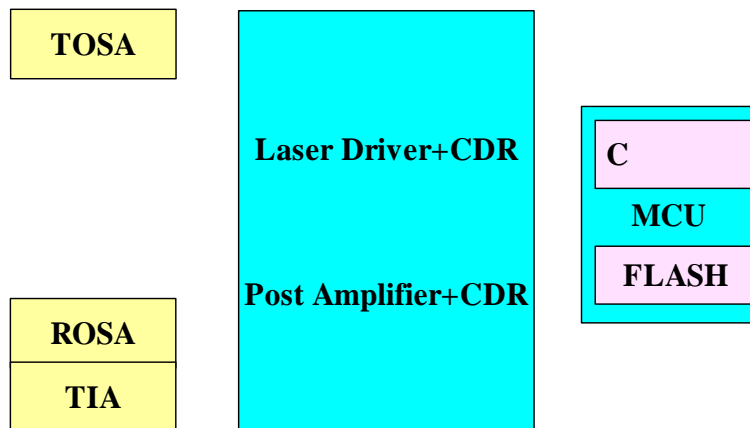 TOSA
Laser Driver+CDR
C
MCU
Post Amplifier+CDR
FLASH
ROSA
TIA